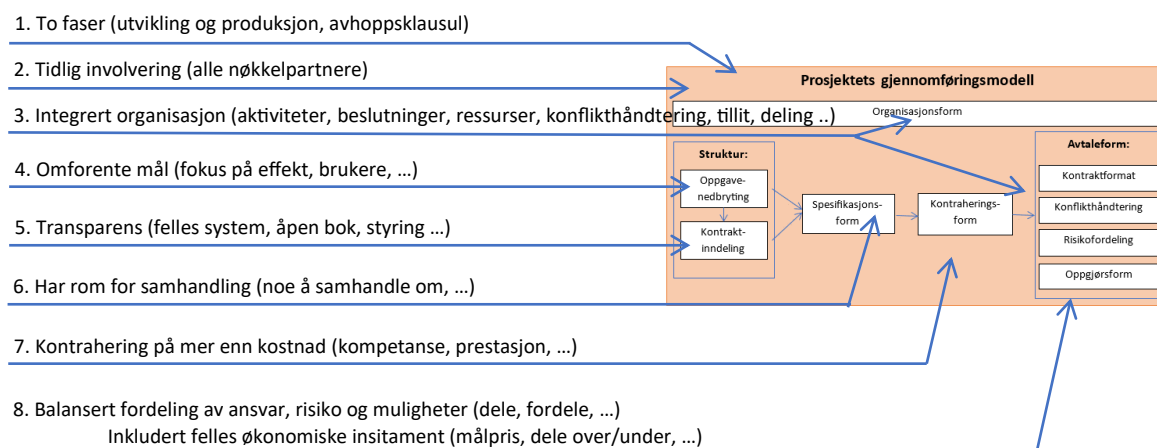 1. To faser (utvikling og produksjon, avhoppsklausul)
2. Tidlig involvering (alle nøkkelpartnere)
3. Integrert organisasjon (aktiviteter, beslutninger, ressurser, konflikthåndtering, tillit, deling ..)
4. Omforente mål (fokus på effekt, brukere, ...)
5. Transparens (felles system, åpen bok, styring ...)
6. Har rom for samhandling (noe å samhandle om, ...)
7. Kontrahering på mer enn kostnad (kompetanse, prestasjon, ...)
8. Balansert fordeling av ansvar, risiko og muligheter (dele, fordele, ...)
Inkludert felles økonomiske insitament (målpris, dele over/under, ...)
Prosjektets gjennomføringsmodell
Organisasjonsform
Struktur:
Oppgave-
nedbryting
Kontrakt-
inndeling
Spesifikasjons-
form
Kontraherings-
form
Avtaleform:
Kontraktformat
Konflikthåndtering
Risikofordeling
Oppgjørsform